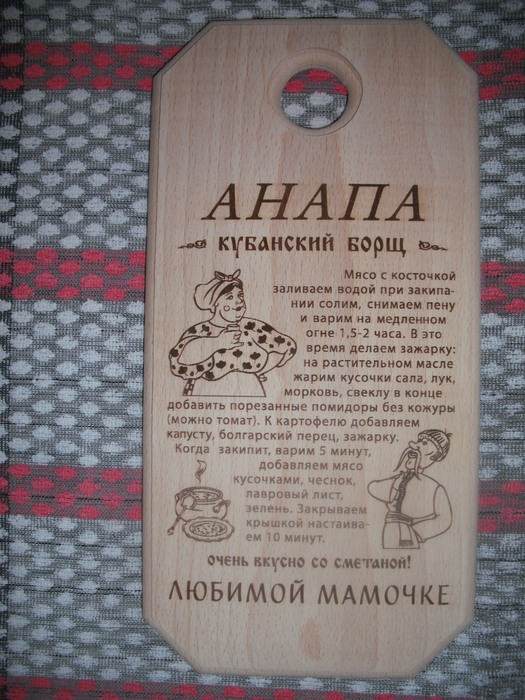 АНАПА
КУБАНСКИЙ БОРЩ
Мясо с косточкой
заливаем водой при закипа-
нии солим, снимаем пену
и варим на медленном
огне 1,5-2 часа. В это
время делаем зажарку:
на растительном масле
жарим кусочки сала, лук,
морковь, свеклу в конце
добавить порезанные помидоры без кожуры
(можно томат). К картофелю добавляем
капусту, болгарский перец, зажарку.
Когда закипит, варим 5 минут,
добавляем мясо
кусочками, чеснок,
лавровый лист,
зелень. Закрываем
крышкой настаива-
ем 10 минут.
ОЧЕНЬ ВКУСНО СО СМЕТАНОЙ!
ЛЮБИМОЙ МАМОЧКЕ